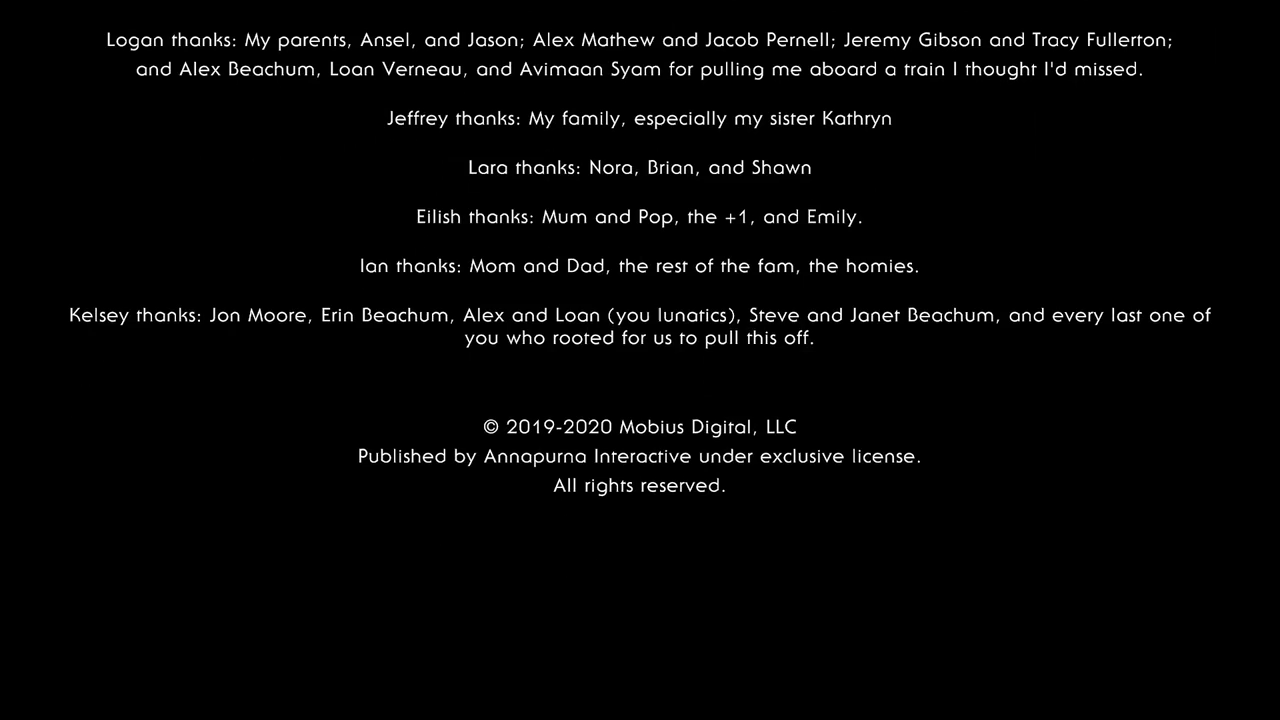 Logan thanks: My parents, Ansel, and Jason; Alex Mathew and Jacob Pernell; Jeremy Gibson and Tracy Fullerton;
and Alex Beachum, Loan Verneau, and Avimaan Syam for pulling me aboard a train I thought I'd missed.
Jeffrey thanks: My family, especially my sister Kathryn
Lara thanks: Nora, Brian, and Shawn
Eilish thanks: Mum and Pop, the +1, and Emily.
Ian thanks: Mom and Dad, the rest of the fam, the homies.
Kelsey thanks: Jon Moore, Erin Beachum, Alex and Loan (you lunatics), Steve and Janet Beachum, and every last one of
you who rooted for us to pull this off.
© 2019-2020 Mobius Digital, LLC
Published by Annapurna Interactive under exclusive license.
All rights reserved.